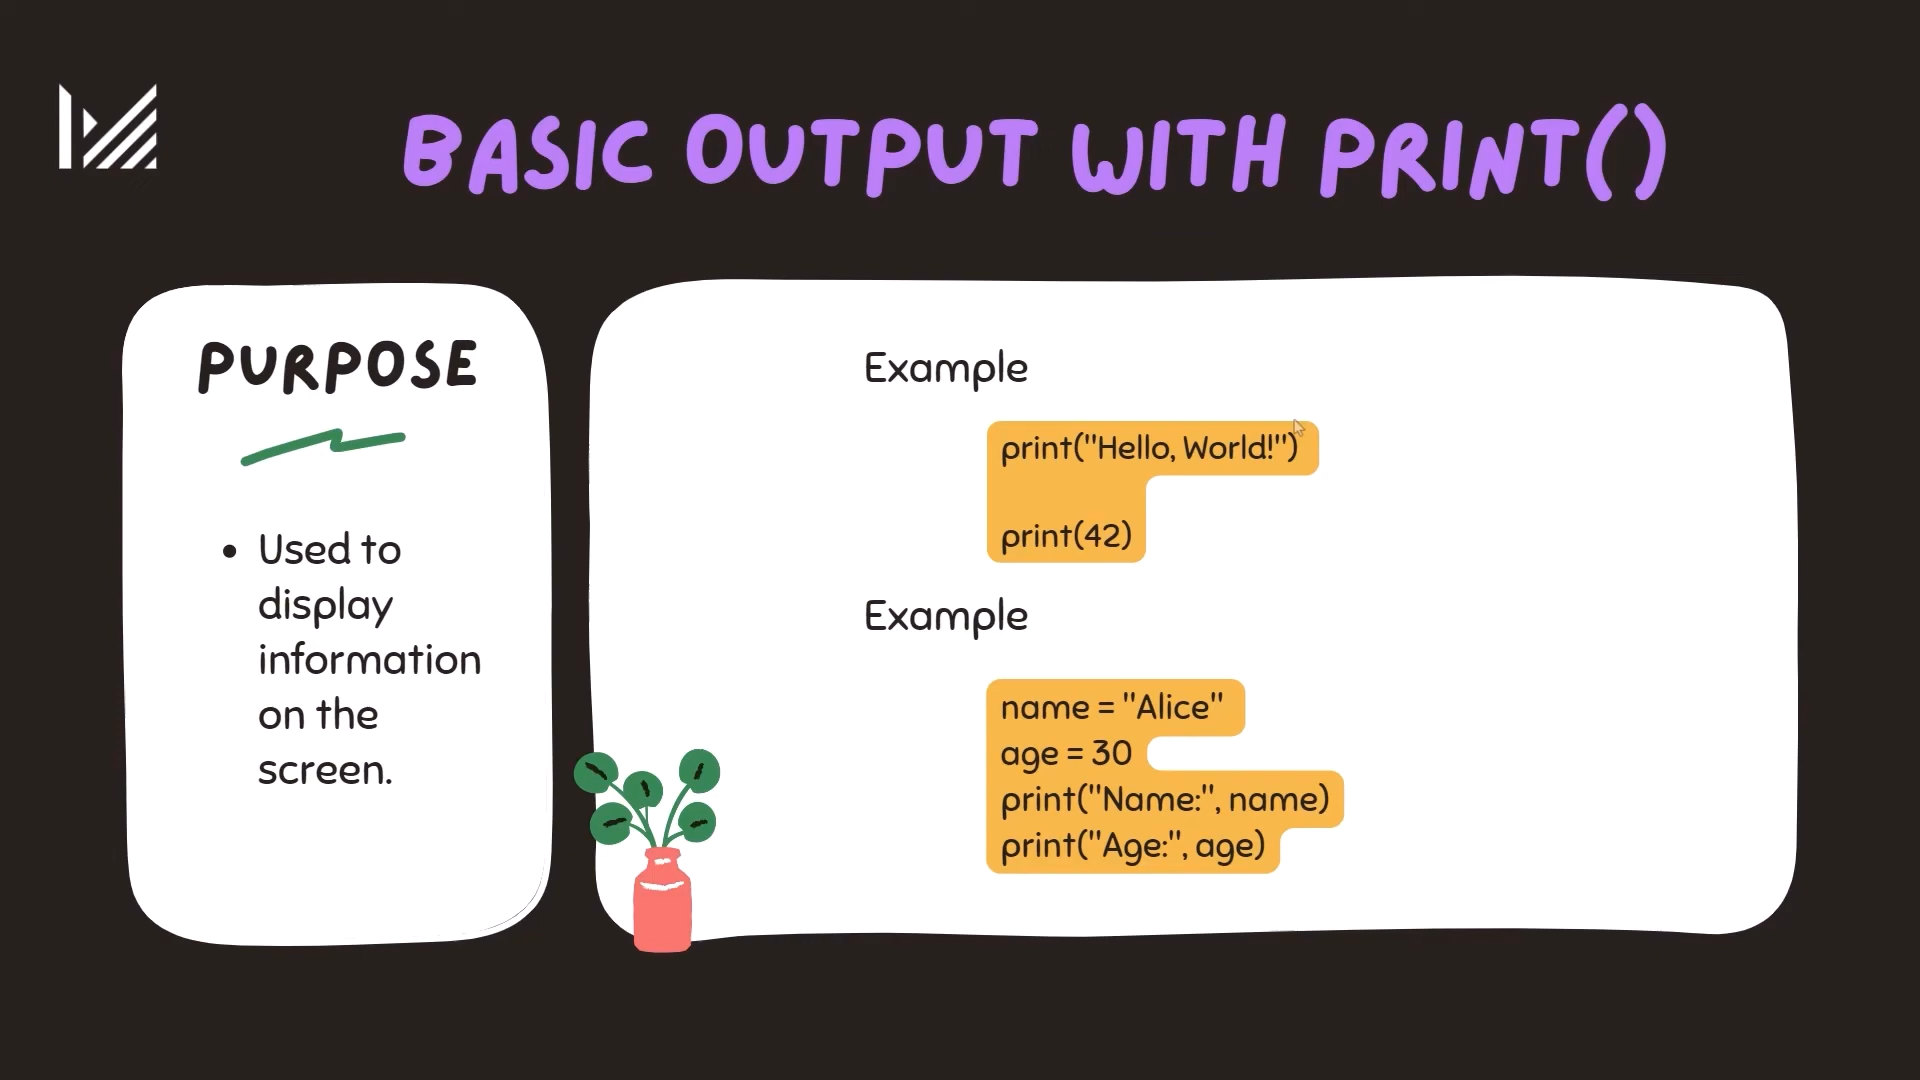 BASIC OUTPUT WITH PRINT()
PURPOSE
• Used to
display
information
on the
screen.
Example
print("Hello, World!")
print(42)
Example
name = "Alice"
age = 30
print("Name:", name)
print("Age:", age)